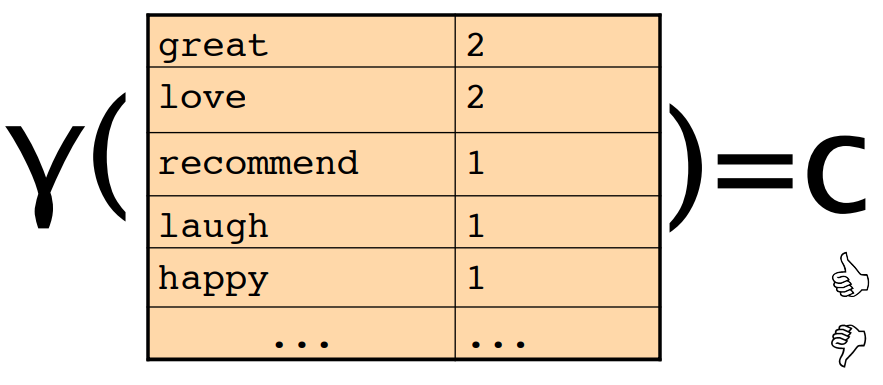 γ(
great 2
love 2
recommend 1
laugh 1
happy 1
... ...
)=c